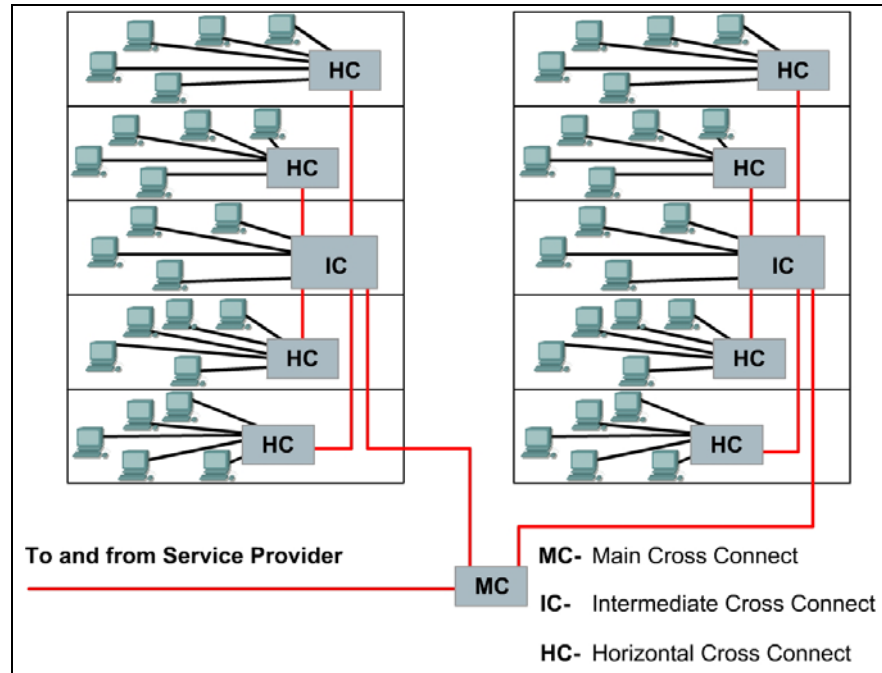 HC
HC
HC
HC
IC
IC
HC
HC
HC
HC
To and from Service Provider
MC
MC- Main Cross Connect
IC- Intermediate Cross Connect
HC- Horizontal Cross Connect